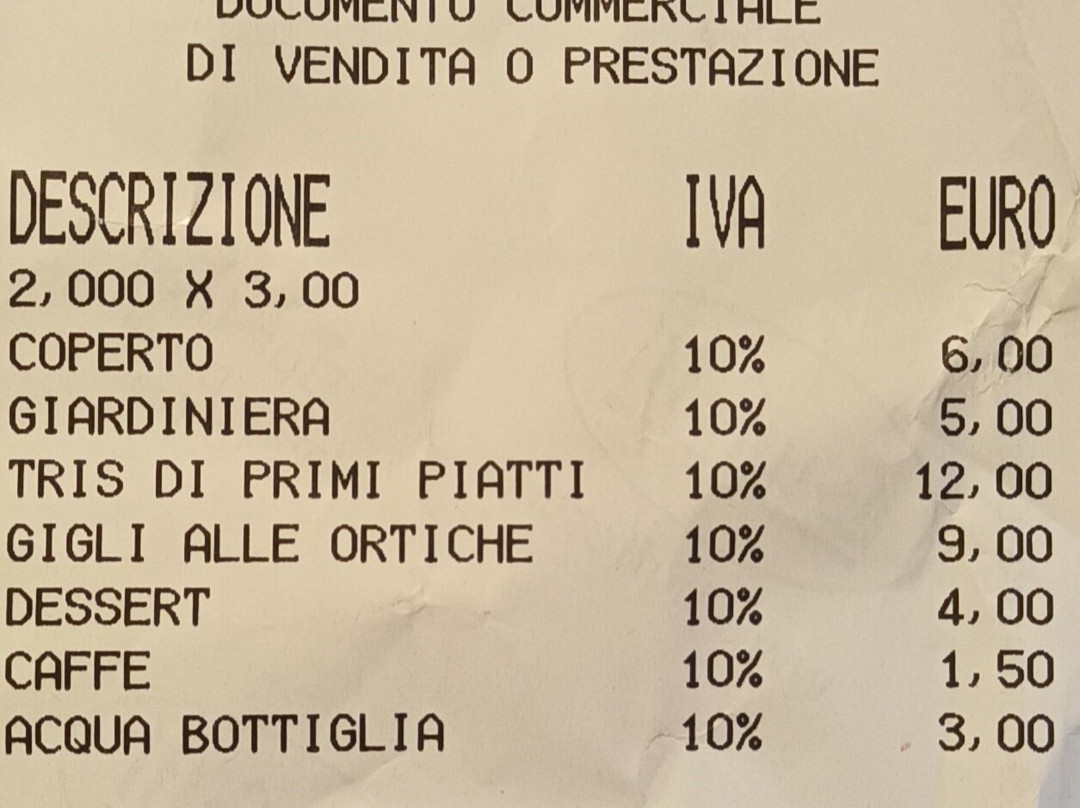 DOCUMENTO COMMERCIALE
DI VENDITA O PRESTAZIONE
DESCRIZIONE IVA EURO
2,000 X 3,00
COPERTO 10% 6,00
GIARDINIERA 10% 5,00
TRIS DI PRIMI PIATTI 10% 12,00
GIGLI ALLE ORTICHE 10% 9,00
DESSERT 10% 4,00
CAFFE 10% 1,50
ACQUA BOTTIGLIA 10% 3,00